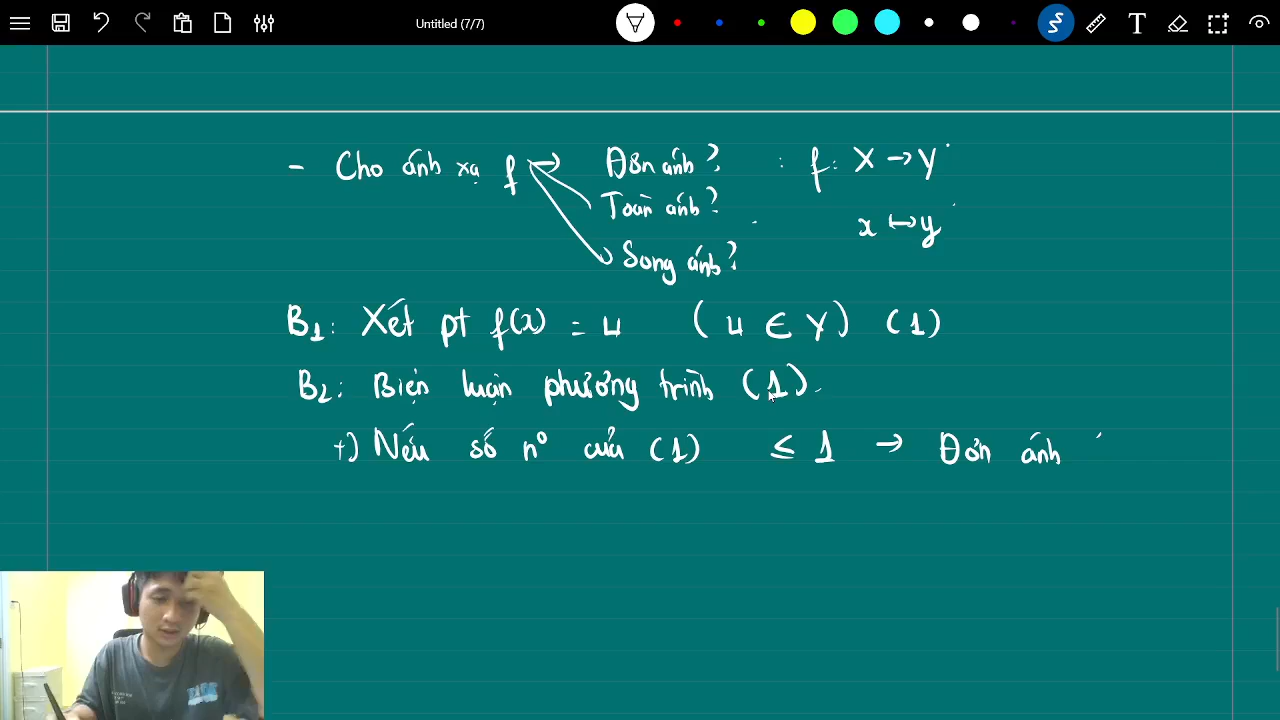 Untitled (7/7)
- Cho ánh xạ f → Đơn ánh? : f: X → Y
Toàn ánh? x ↦ y
Song ánh?
B1: Xét pt f(x) = y (y ∈ Y) (1)
B2: Biện luận phương trình (1).
+) Nếu số n° của (1) ≤ 1 → Đơn ánh